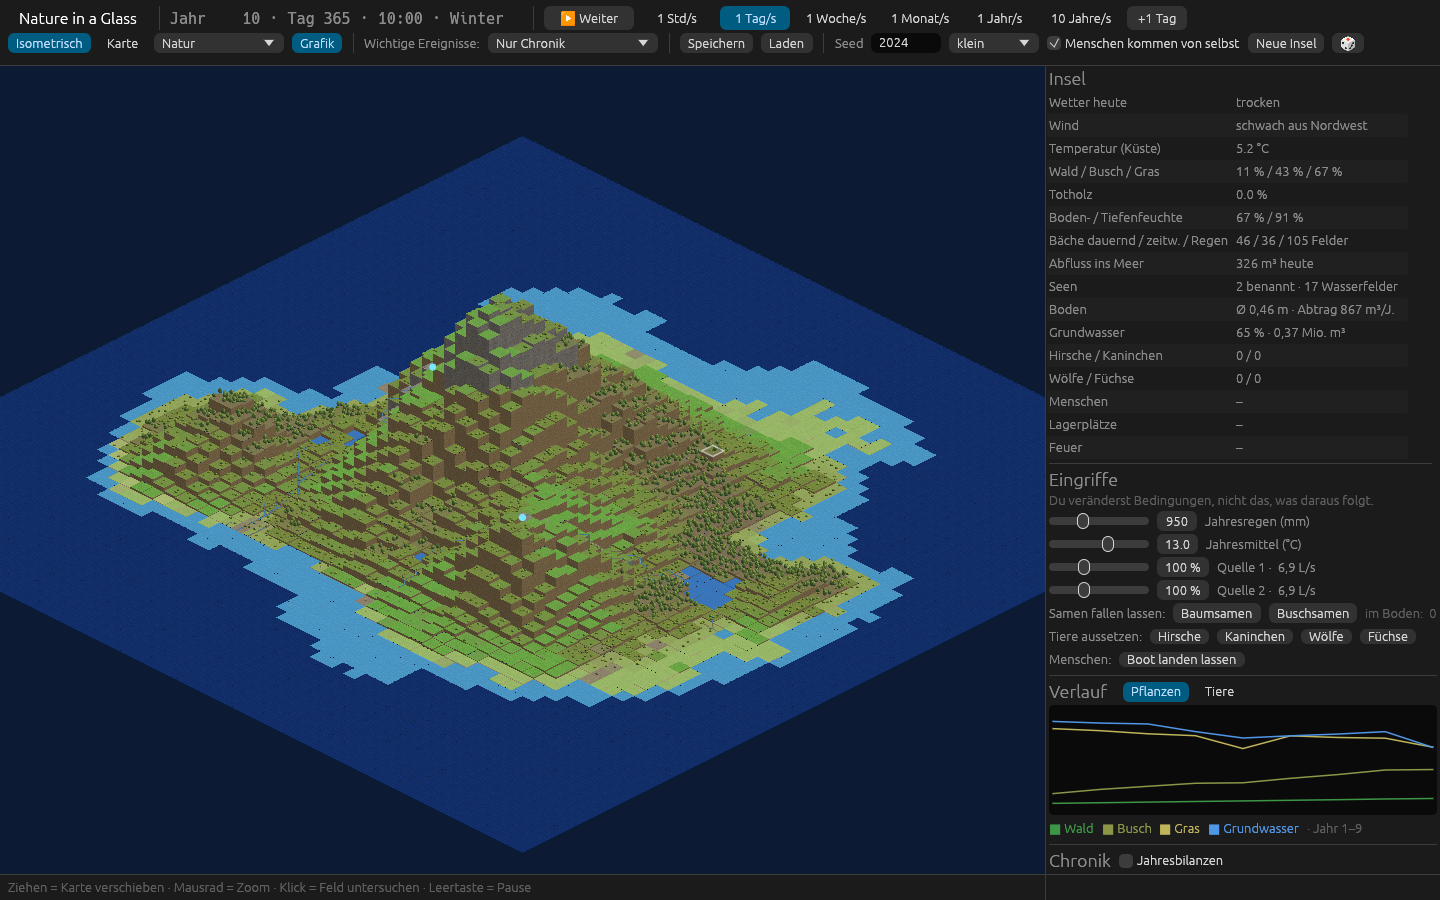 Nature in a Glass Jahr 10 · Tag 365 · 10:00 · Winter Weiter 1 Std/s 1 Tag/s 1 Woche/s 1 Monat/s 1 Jahr/s 10 Jahre/s +1 Tag
Isometrisch Karte Natur Grafik Wichtige Ereignisse: Nur Chronik Speichern Laden Seed 2024 klein Menschen kommen von selbst Neue Insel
Insel
Wetter heute trocken
Wind schwach aus Nordwest
Temperatur (Küste) 5.2 °C
Wald / Busch / Gras 11 % / 43 % / 67 %
Totholz 0.0 %
Boden- / Tiefenfeuchte 67 % / 91 %
Bäche dauernd / zeitw. / Regen 46 / 36 / 105 Felder
Abfluss ins Meer 326 m³ heute
Seen 2 benannt · 17 Wasserfelder
Boden Ø 0,46 m · Abtrag 867 m³/J.
Grundwasser 65 % · 0,37 Mio. m³
Hirsche / Kaninchen 0 / 0
Wölfe / Füchse 0 / 0
Menschen –
Lagerplätze –
Feuer –
Eingriffe
Du veränderst Bedingungen, nicht das, was daraus folgt.
950 Jahresregen (mm)
13.0 Jahresmittel (°C)
100 % Quelle 1 · 6,9 L/s
100 % Quelle 2 · 6,9 L/s
Samen fallen lassen: Baumsamen Buschsamen im Boden: 0
Tiere aussetzen: Hirsche Kaninchen Wölfe Füchse
Menschen: Boot landen lassen
Verlauf Pflanzen Tiere
Wald Busch Gras Grundwasser · Jahr 1–9
Chronik Jahresbilanzen
Ziehen = Karte verschieben · Mausrad = Zoom · Klick = Feld untersuchen · Leertaste = Pause